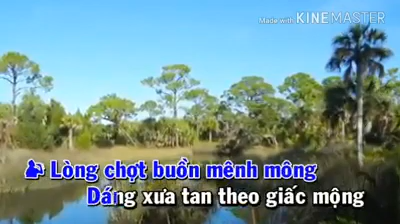 Made with KINEMASTER
Lòng chợt buồn mênh mông
Dáng xưa tan theo giấc mộng